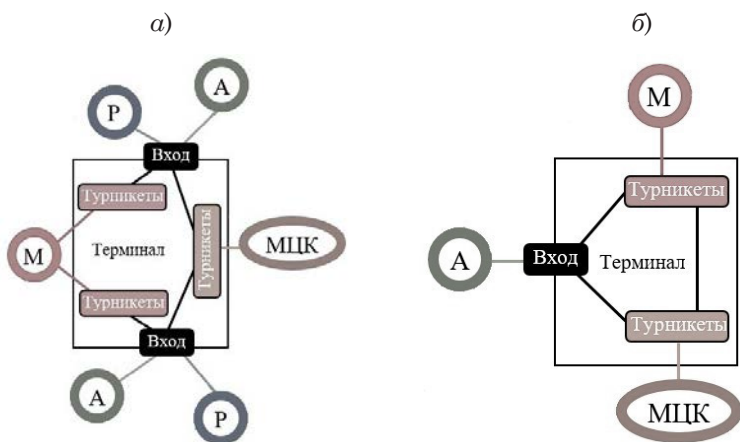 а)
Р
А
Вход
Турникеты
М
Терминал
Турникеты
МЦК
Турникеты
Вход
А
Р
б)
М
Турникеты
А
Вход
Терминал
Турникеты
МЦК